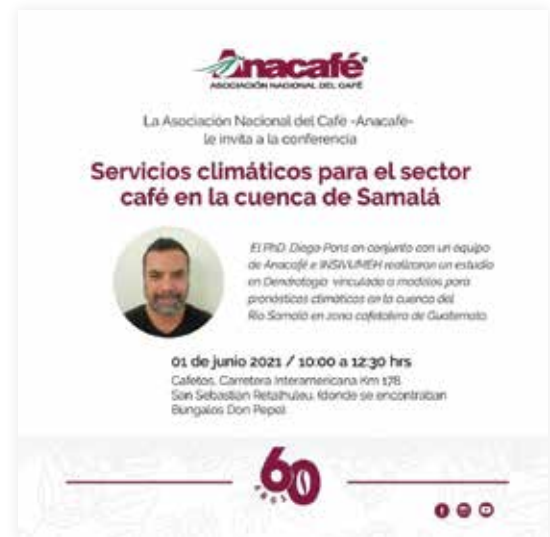 Anacafé®
ASOCIACIÓN NACIONAL DEL CAFÉ
La Asociación Nacional del Cafe -Anacafe-
le invita a la conferencia
Servicios climáticos para el sector
café en la cuenca de Samalá
El PhD. Diego Pons en conjunto con un equipo
de Anacafé e INSIVUMEH realizaron un estudio
en Dendrología vinculado a modelos para
pronósticos climáticos en la cuenca del
Río Samalá en zona cafetalera de Guatemala.
01 de junio 2021 / 10:00 a 12:30 hrs
Cafetos, Carretera Interamericana Km 178
San Sebastián Retalhuleu, (donde se encontraban
Bungalos Don Pepe).
60
AÑOS